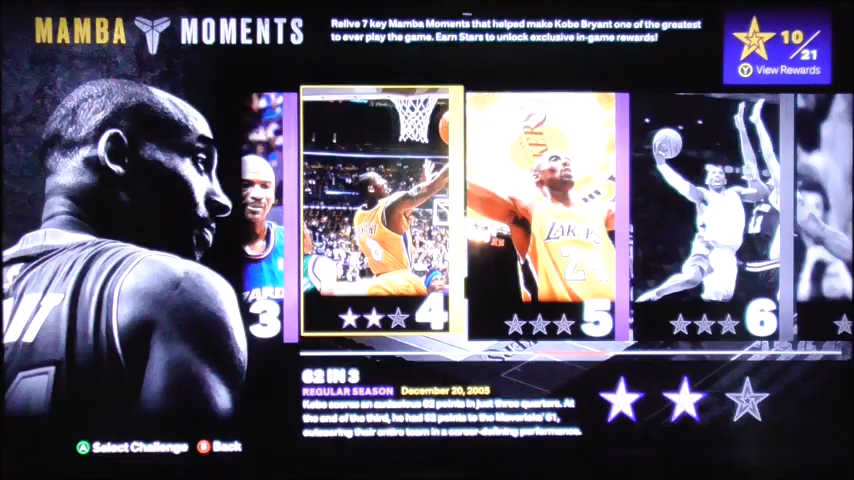 MAMBA MOMENTS
Relive 7 key Mamba Moments that helped make Kobe Bryant one of the greatest
to ever play the game. Earn Stars to unlock exclusive in-game rewards!
10/21
Y View Rewards
LAKERS
24
3
4
5
6
62 IN 3
REGULAR SEASON December 20, 2005
Kobe scores an audacious 62 points in just three quarters. At
the end of the third, he had 62 points to the Mavericks' 61,
outscoring their entire team in a career-defining performance.
A Select Challenge B Back